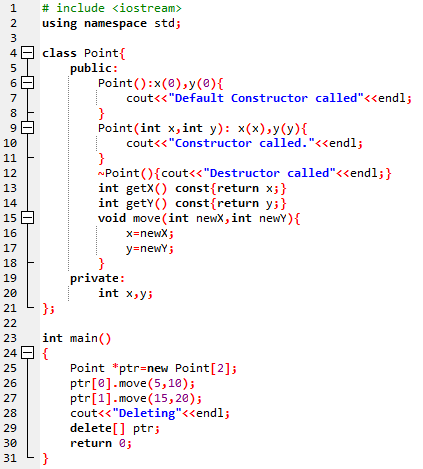 1 # include <iostream>
2 using namespace std;
3
4 class Point{
5     public:
6         Point():x(0),y(0){
7             cout<<"Default Constructor called"<<endl;
8         }
9         Point(int x,int y): x(x),y(y){
10             cout<<"Constructor called."<<endl;
11         }
12         ~Point(){cout<<"Destructor called"<<endl;}
13         int getX() const{return x;}
14         int getY() const{return y;}
15         void move(int newX,int newY){
16             x=newX;
17             y=newY;
18         }
19     private:
20         int x,y;
21 };
22
23 int main()
24 {
25     Point *ptr=new Point[2];
26     ptr[0].move(5,10);
27     ptr[1].move(15,20);
28     cout<<"Deleting"<<endl;
29     delete[] ptr;
30     return 0;
31 }